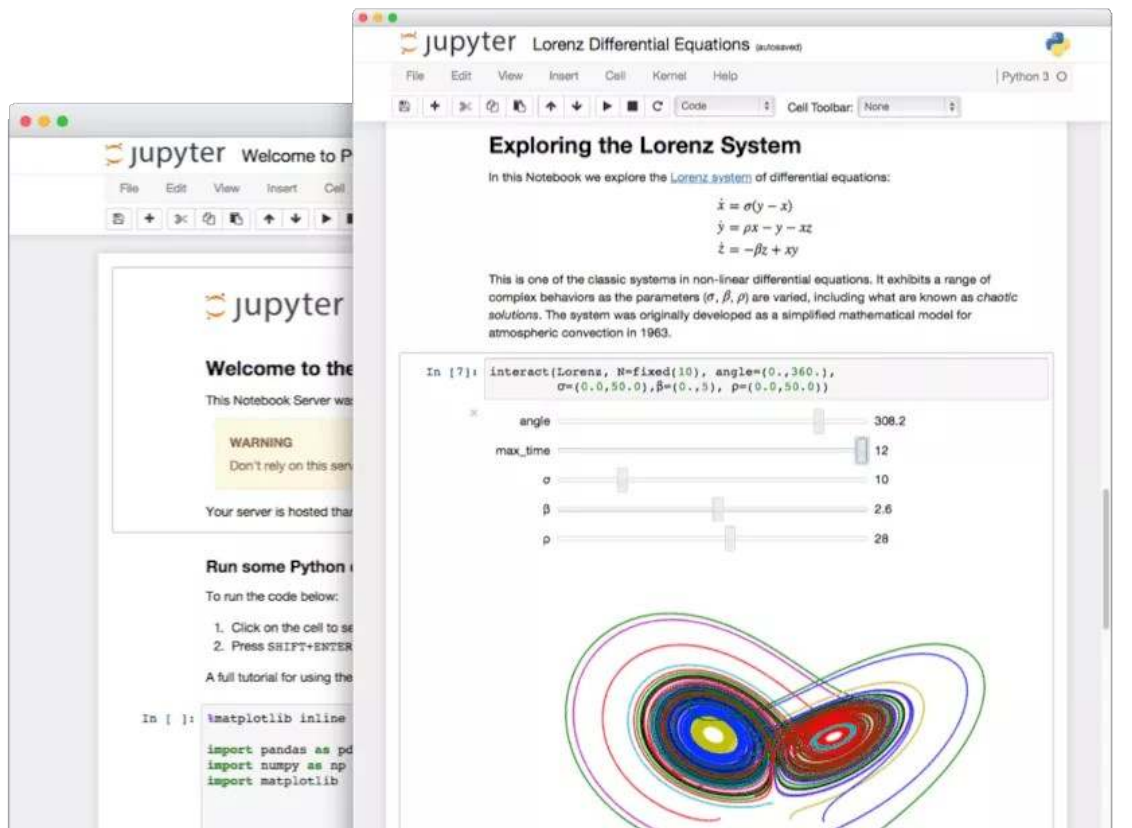 jupyter Lorenz Differential Equations (autosaved)
File Edit View Insert Cell Kernel Help Python 3
Code Cell Toolbar: None
Exploring the Lorenz System
In this Notebook we explore the Lorenz system of differential equations:
ẋ = σ(y − x)
ẏ = ρx − y − xz
ż = −βz + xy
This is one of the classic systems in non-linear differential equations. It exhibits a range of
complex behaviors as the parameters (σ, β, ρ) are varied, including what are known as chaotic
solutions. The system was originally developed as a simplified mathematical model for
atmospheric convection in 1963.
In [7]: interact(Lorenz, N=fixed(10), angle=(0.,360.),
σ=(0.0,50.0),β=(0.,5), ρ=(0.0,50.0))
angle 308.2
max_time 12
σ 10
β 2.6
ρ 28
jupyter Welcome to P
File Edit View Insert Cell
jupyter
Welcome to the
This Notebook Server was
WARNING
Don't rely on this serv
Your server is hosted than
Run some Python c
To run the code below:
1. Click on the cell to se
2. Press SHIFT+ENTER
A full tutorial for using the
In [ ]: %matplotlib inline
import pandas as pd
import numpy as np
import matplotlib